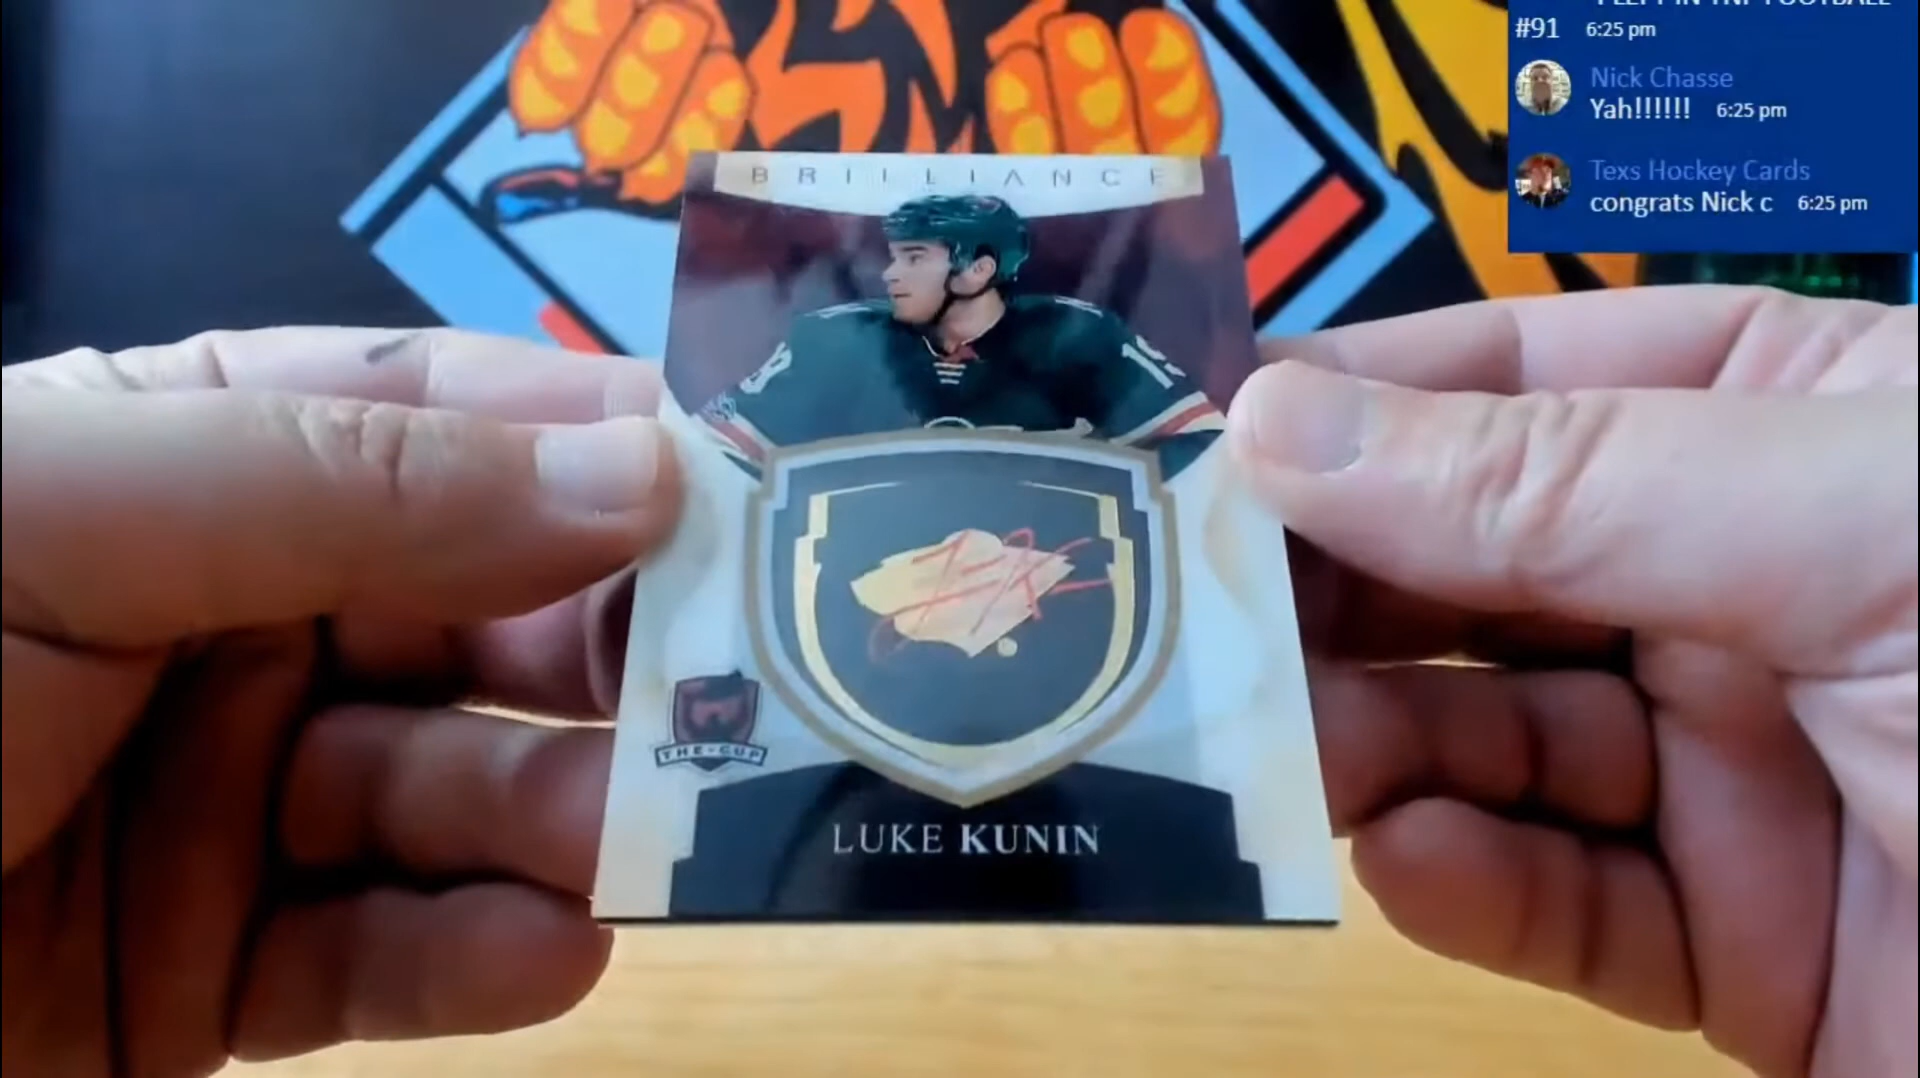 #91 6:25 pm
Nick Chasse
Yah!!!!!! 6:25 pm
Texs Hockey Cards
congrats Nick c 6:25 pm
BRILLIANCE
19
THE·CUP
LUKE KUNIN